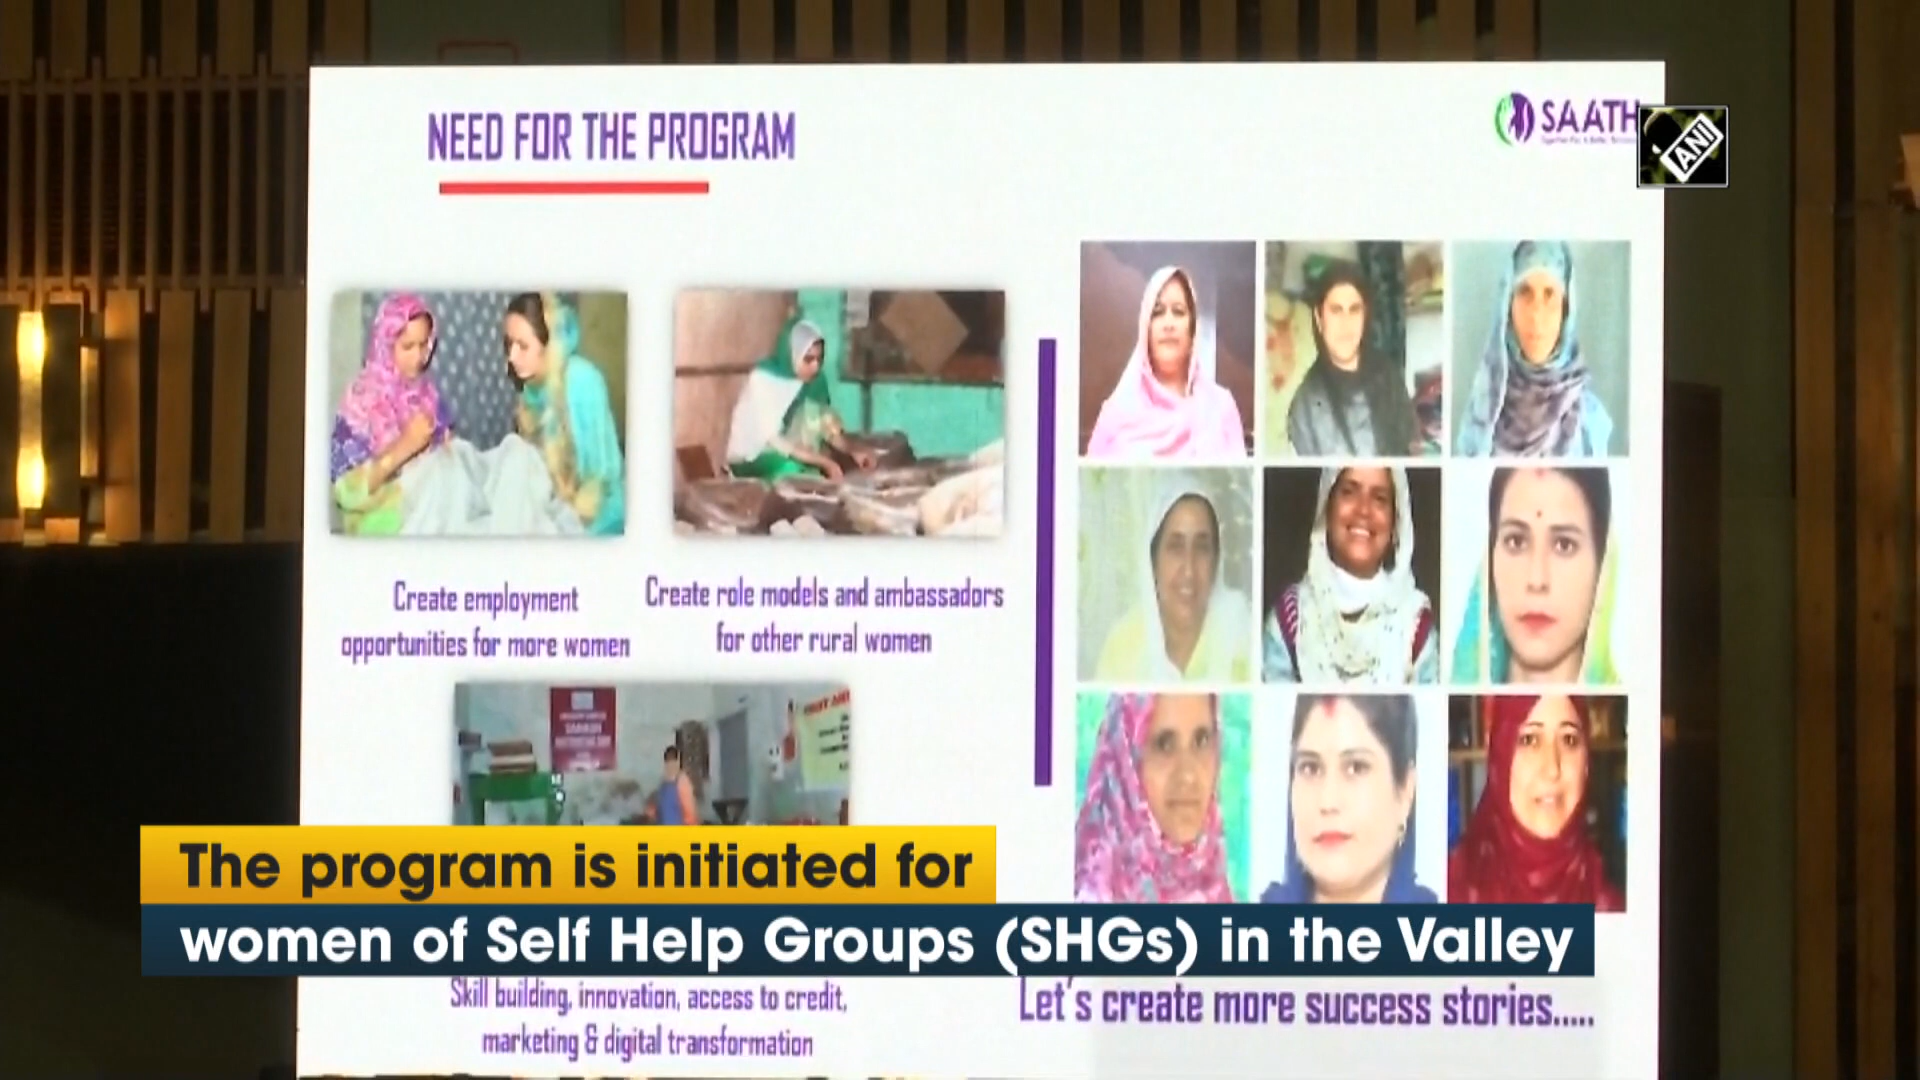 NEED FOR THE PROGRAM
SAATH
ANI
Create employment
opportunities for more women
Create role models and ambassadors
for other rural women
The program is initiated for
women of Self Help Groups (SHGs) in the Valley
Skill building, innovation, access to credit,
marketing & digital transformation
Let's create more success stories.....